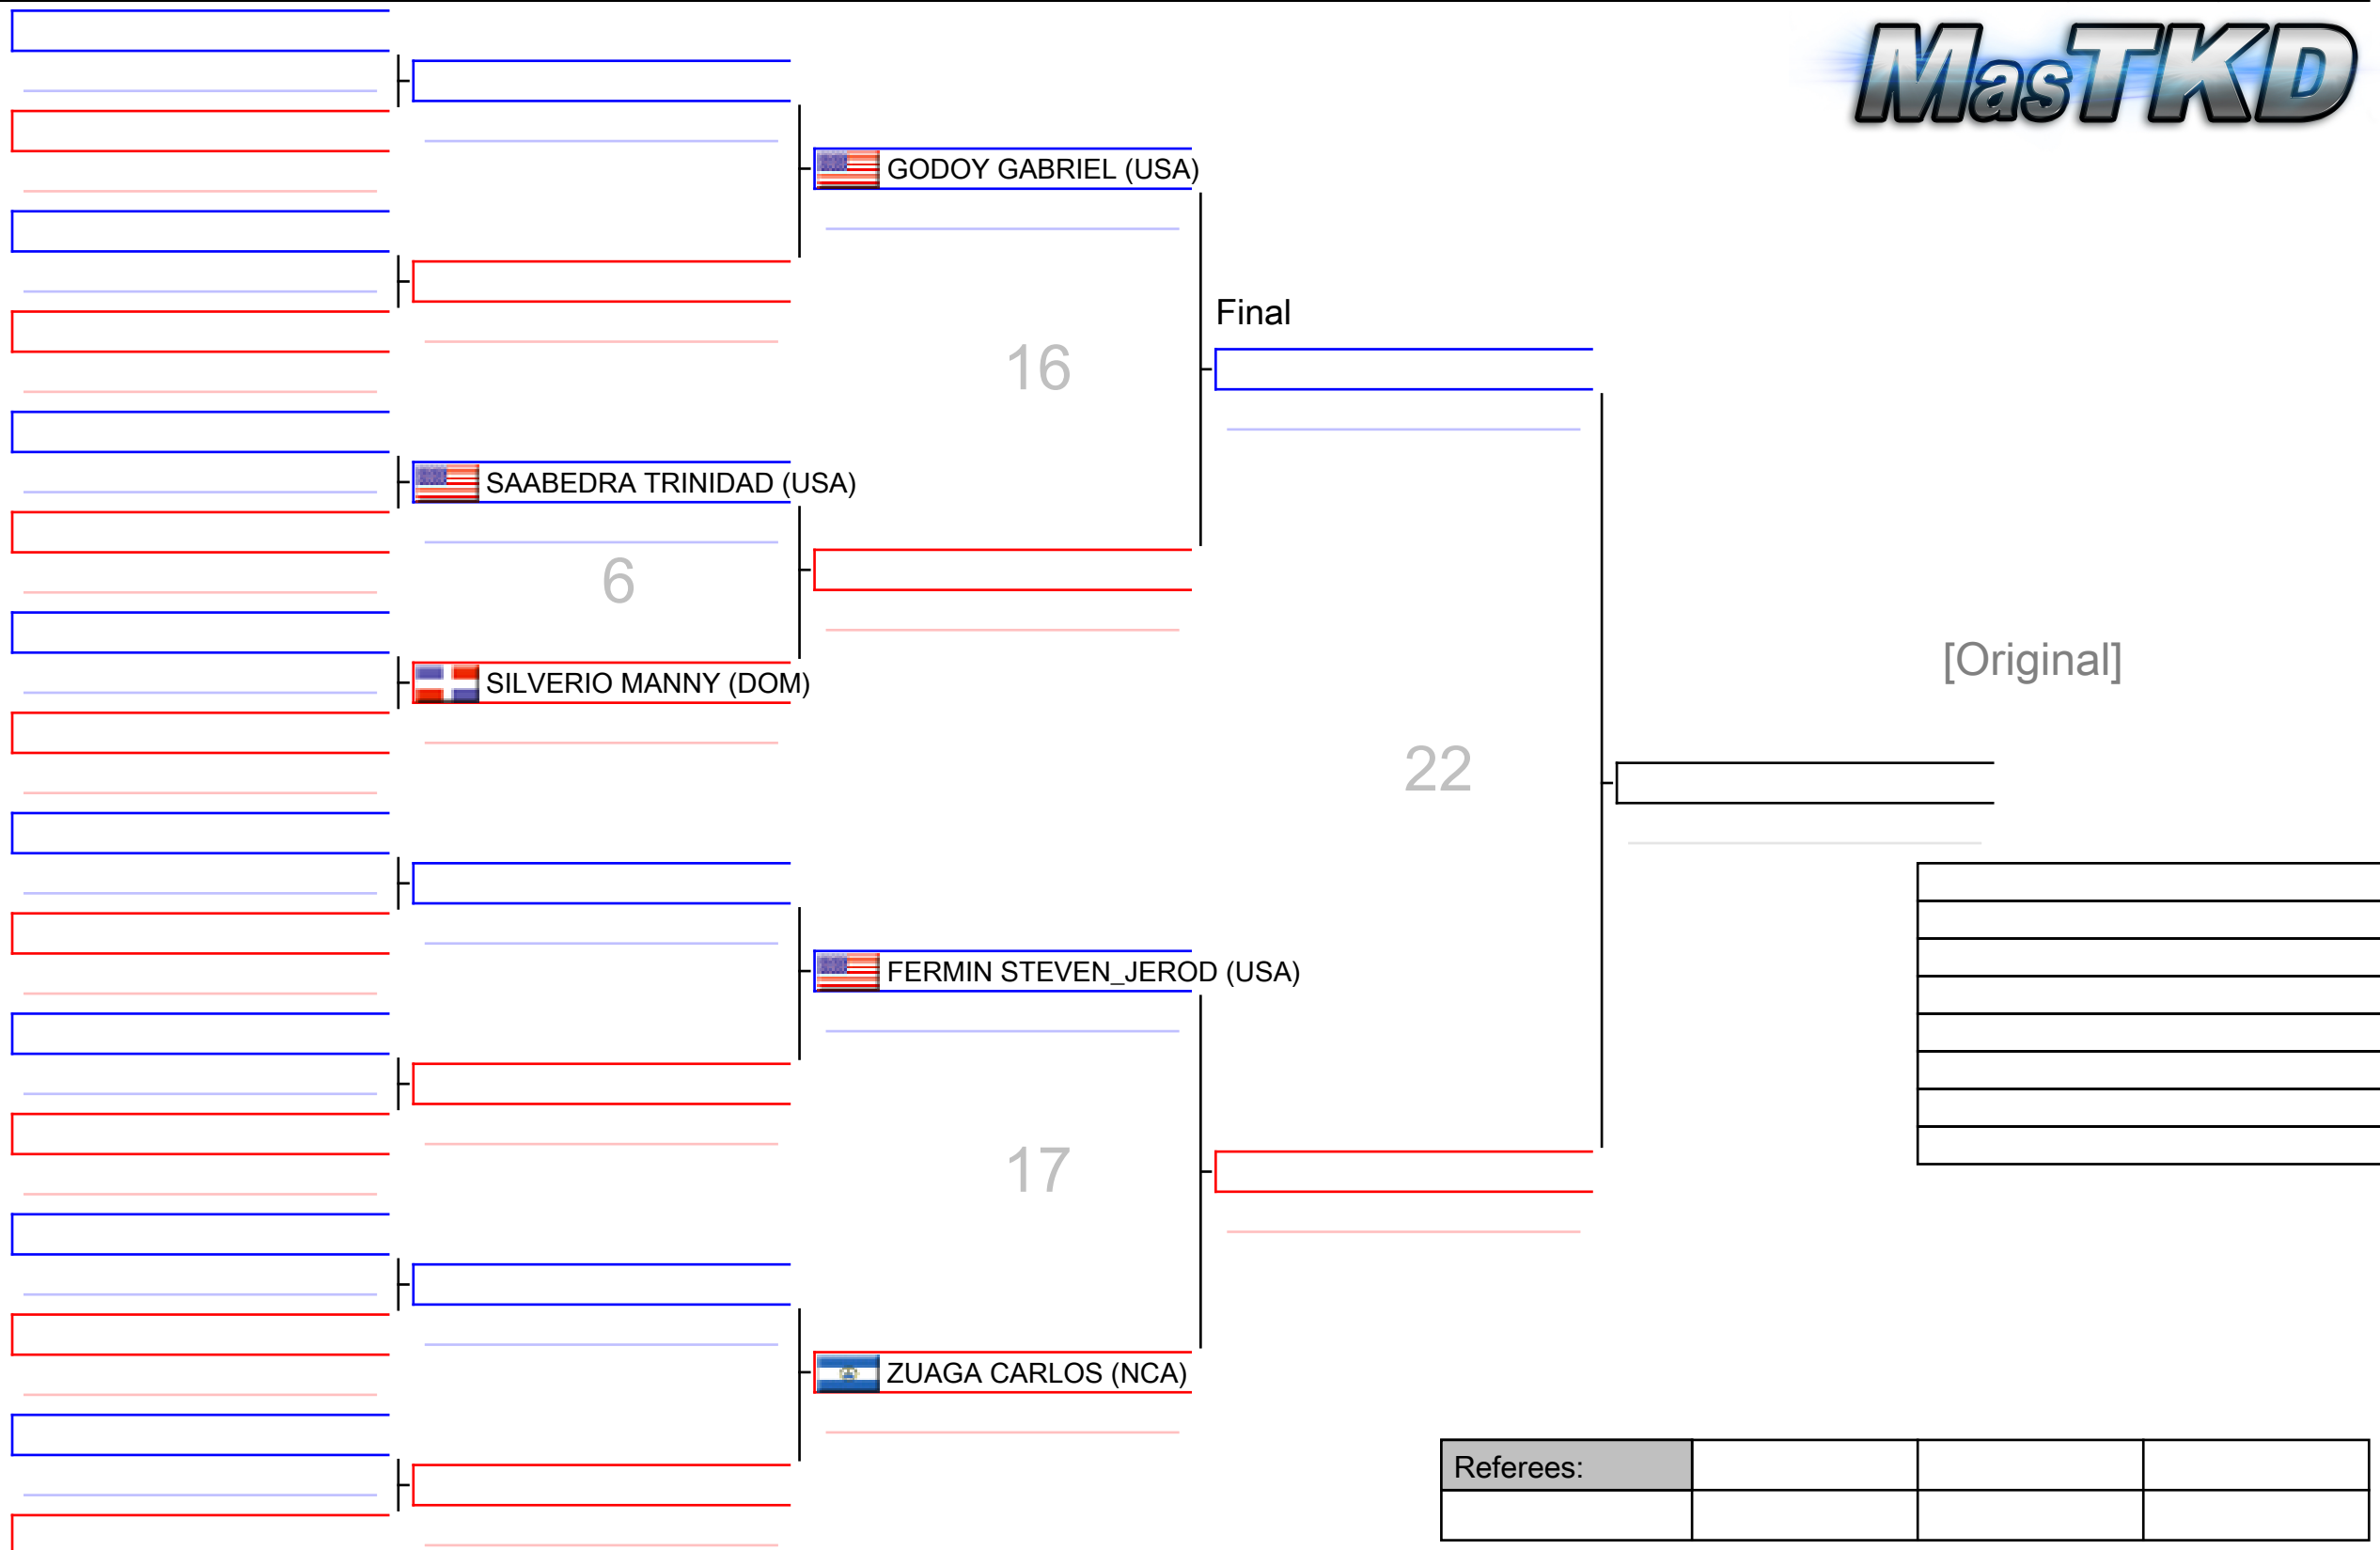 MasTKD
GODOY GABRIEL (USA)
Final
16
SAABEDRA TRINIDAD (USA)
6
[Original]
SILVERIO MANNY (DOM)
22
FERMIN STEVEN_JEROD (USA)
17
ZUAGA CARLOS (NCA)
Referees: